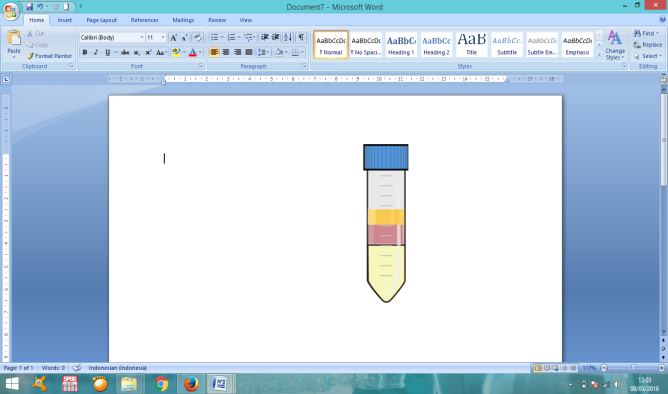 Document7 - Microsoft Word
Home Insert Page Layout References Mailings Review View
Paste
Cut
Copy
Format Painter
Clipboard
Calibri (Body) 11
Font
Paragraph
AaBbCcDc AaBbCcDc AaBbC AaBbCc AaB AaBbCc. AaBbCcDc AaBbCcDc
¶ Normal ¶ No Spaci... Heading 1 Heading 2 Title Subtitle Subtle Em... Emphasis
Change Styles
Styles
Find
Replace
Select
Editing
Page: 1 of 1 Words: 0 Indonesian (Indonesia) 117%
SPSS
13:03
08/03/2016